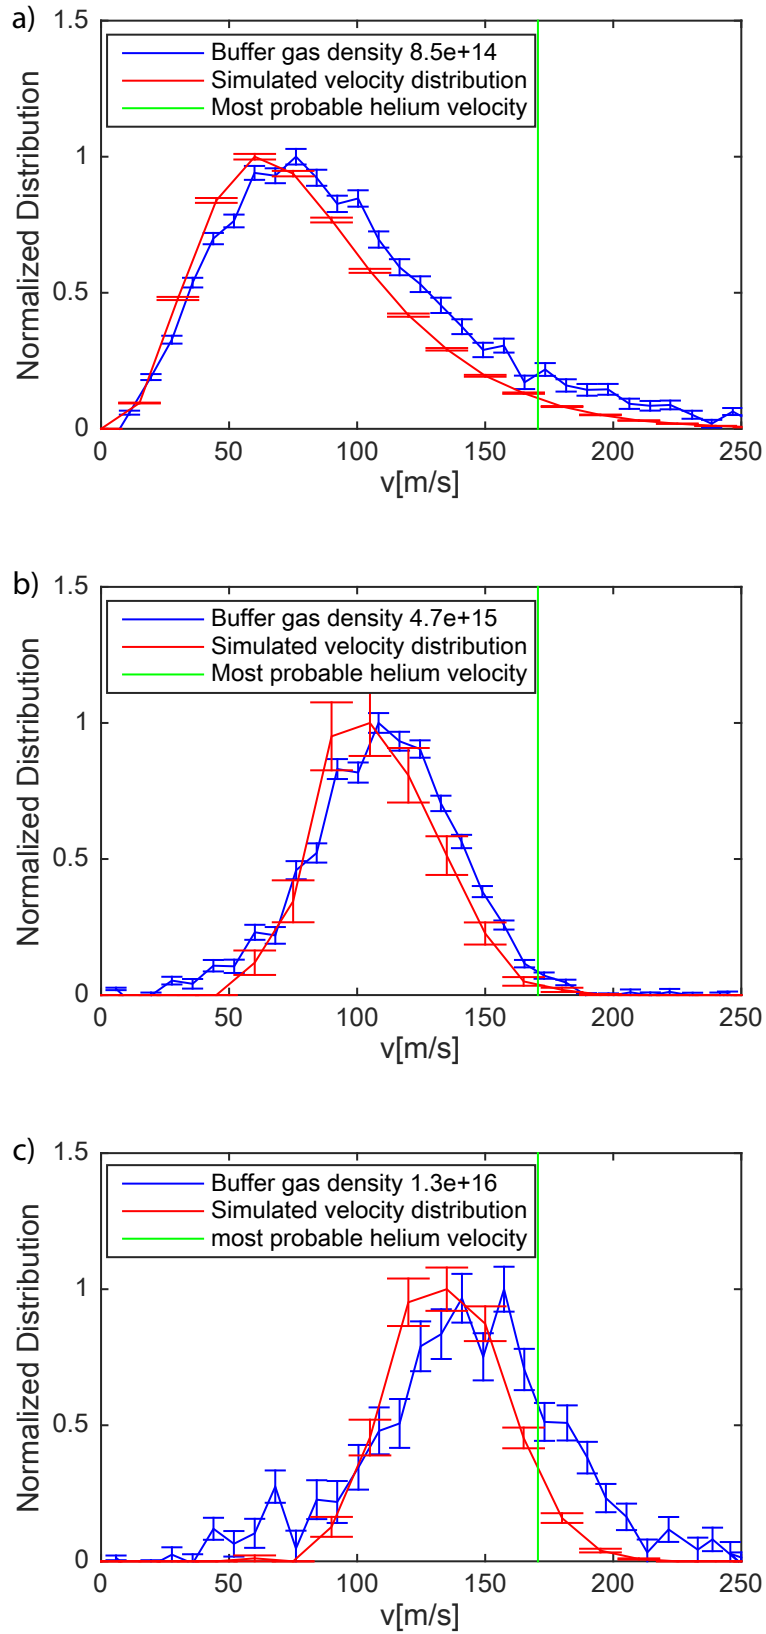 a)
1.5
Buffer gas density 8.5e+14
Simulated velocity distribution
Most probable helium velocity
1
0.5
0
Normalized Distribution
0 50 100 150 200 250
v[m/s]
b)
1.5
Buffer gas density 4.7e+15
Simulated velocity distribution
Most probable helium velocity
1
0.5
0
Normalized Distribution
0 50 100 150 200 250
v[m/s]
c)
1.5
Buffer gas density 1.3e+16
Simulated velocity distribution
most probable helium velocity
1
0.5
0
Normalized Distribution
0 50 100 150 200 250
v[m/s]